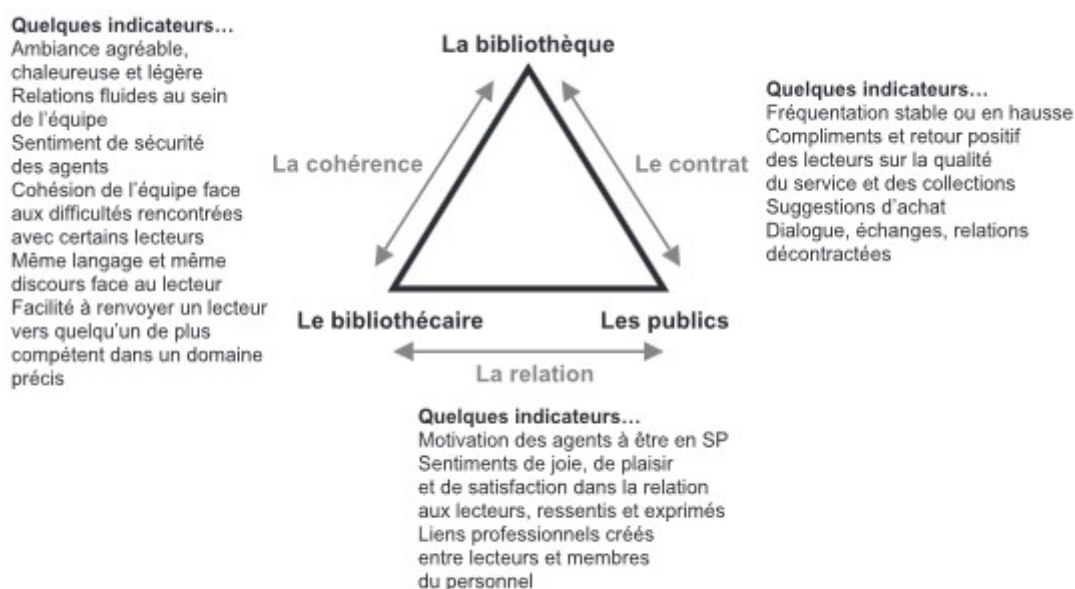 Quelques indicateurs…
Ambiance agréable,
chaleureuse et légère
Relations fluides au sein
de l'équipe
Sentiment de sécurité
des agents
Cohésion de l'équipe face
aux difficultés rencontrées
avec certains lecteurs
Même langage et même
discours face au lecteur
Facilité à renvoyer un lecteur
vers quelqu'un de plus
compétent dans un domaine
précis
La bibliothèque
La cohérence
Le contrat
Le bibliothécaire
Les publics
La relation
Quelques indicateurs…
Fréquentation stable ou en hausse
Compliments et retour positif
des lecteurs sur la qualité
du service et des collections
Suggestions d'achat
Dialogue, échanges, relations
décontractées
Quelques indicateurs…
Motivation des agents à être en SP
Sentiments de joie, de plaisir
et de satisfaction dans la relation
aux lecteurs, ressentis et exprimés
Liens professionnels créés
entre lecteurs et membres
du personnel